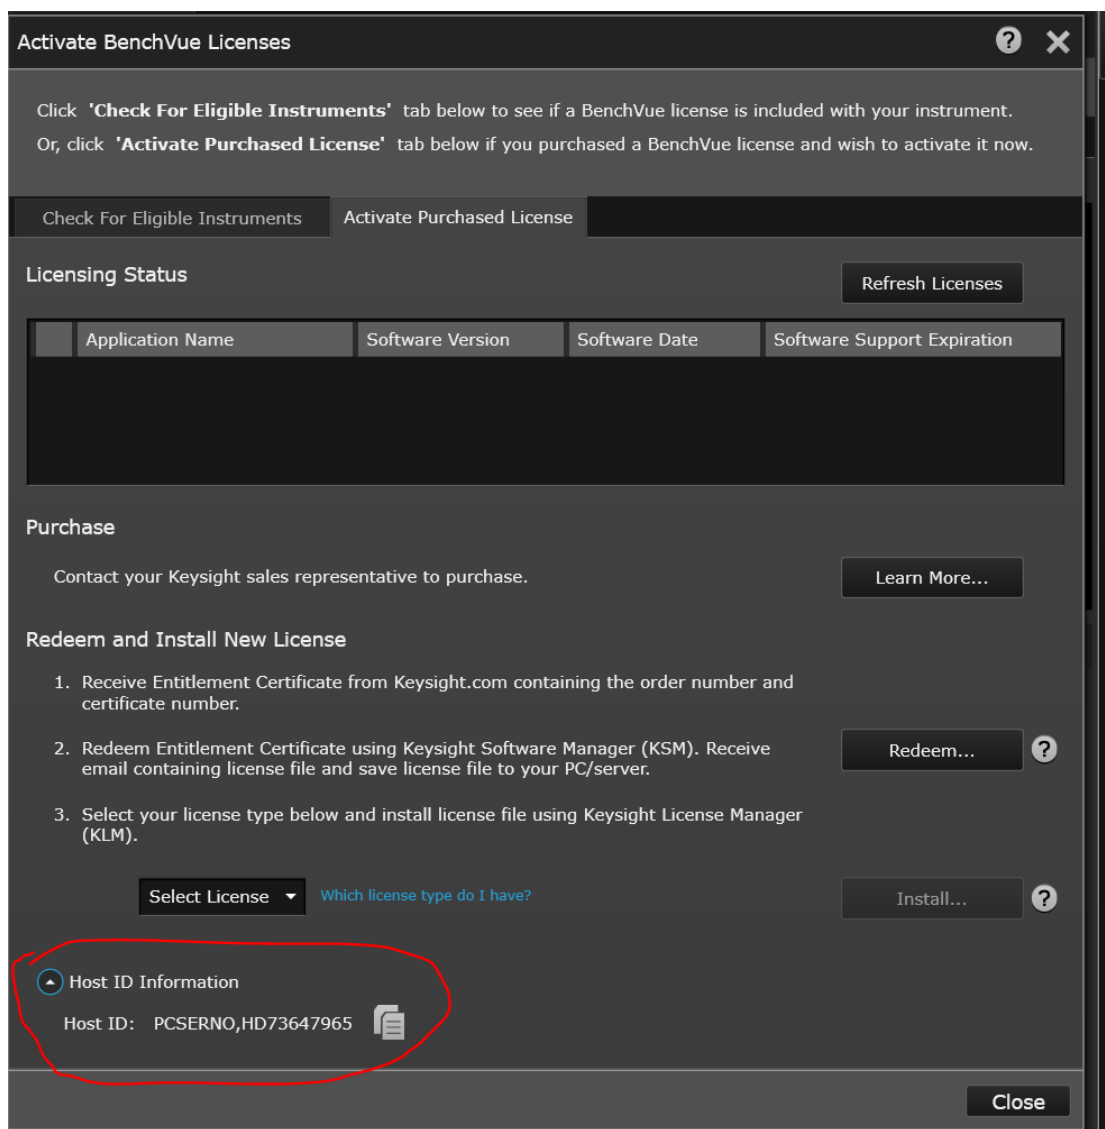 Activate BenchVue Licenses
Click 'Check For Eligible Instruments' tab below to see if a BenchVue license is included with your instrument.
Or, click 'Activate Purchased License' tab below if you purchased a BenchVue license and wish to activate it now.
Check For Eligible Instruments
Activate Purchased License
Licensing Status
Refresh Licenses
Application Name
Software Version
Software Date
Software Support Expiration
Purchase
Contact your Keysight sales representative to purchase.
Learn More...
Redeem and Install New License
1. Receive Entitlement Certificate from Keysight.com containing the order number and
certificate number.
2. Redeem Entitlement Certificate using Keysight Software Manager (KSM). Receive
email containing license file and save license file to your PC/server.
Redeem...
?
3. Select your license type below and install license file using Keysight License Manager
(KLM).
Select License
Which license type do I have?
Install...
?
Host ID Information
Host ID: PCSERNO,HD73647965
Close